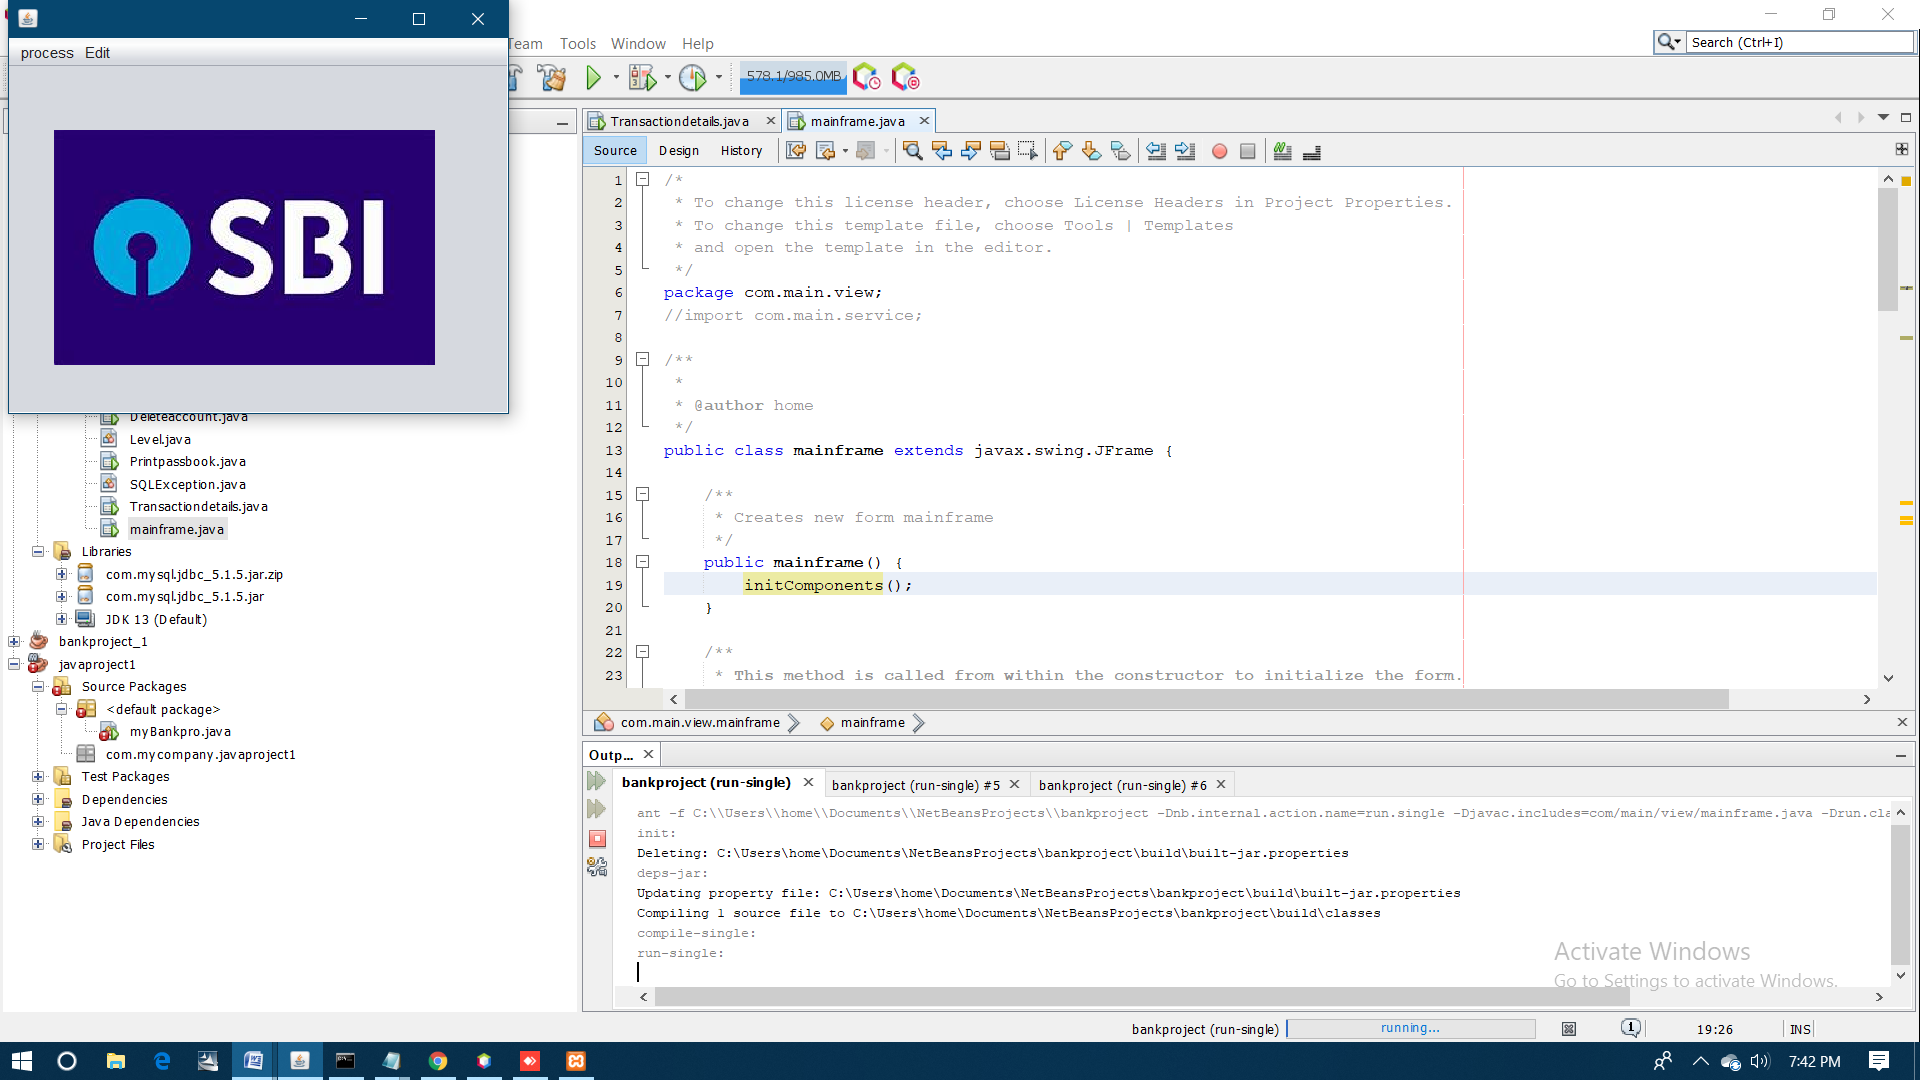 process Edit
SBI
Team Tools Window Help
Search (Ctrl+I)
578.1/985.0MB
Transactiondetails.java
mainframe.java
Source Design History
1 /*
2 * To change this license header, choose License Headers in Project Properties.
3 * To change this template file, choose Tools | Templates
4 * and open the template in the editor.
5 */
6 package com.main.view;
7 //import com.main.service;
8
9 /**
10 *
11 * @author home
12 */
13 public class mainframe extends javax.swing.JFrame {
14
15 /**
16 * Creates new form mainframe
17 */
18 public mainframe() {
19 initComponents();
20 }
21
22 /**
23 * This method is called from within the constructor to initialize the form.
com.main.view.mainframe mainframe
Deleteaccount.java
Level.java
Printpassbook.java
SQLException.java
Transactiondetails.java
mainframe.java
Libraries
com.mysql.jdbc_5.1.5.jar.zip
com.mysql.jdbc_5.1.5.jar
JDK 13 (Default)
bankproject_1
javaproject1
Source Packages
<default package>
myBankpro.java
com.mycompany.javaproject1
Test Packages
Dependencies
Java Dependencies
Project Files
Outp...
bankproject (run-single) bankproject (run-single) #5 bankproject (run-single) #6
ant -f C:\\Users\\home\\Documents\\NetBeansProjects\\bankproject -Dnb.internal.action.name=run.single -Djavac.includes=com/main/view/mainframe.java -Drun.cla
init:
Deleting: C:\Users\home\Documents\NetBeansProjects\bankproject\build\built-jar.properties
deps-jar:
Updating property file: C:\Users\home\Documents\NetBeansProjects\bankproject\build\built-jar.properties
Compiling 1 source file to C:\Users\home\Documents\NetBeansProjects\bankproject\build\classes
compile-single:
run-single:
Activate Windows
Go to Settings to activate Windows.
bankproject (run-single) running... 1 19:26 INS
7:42 PM